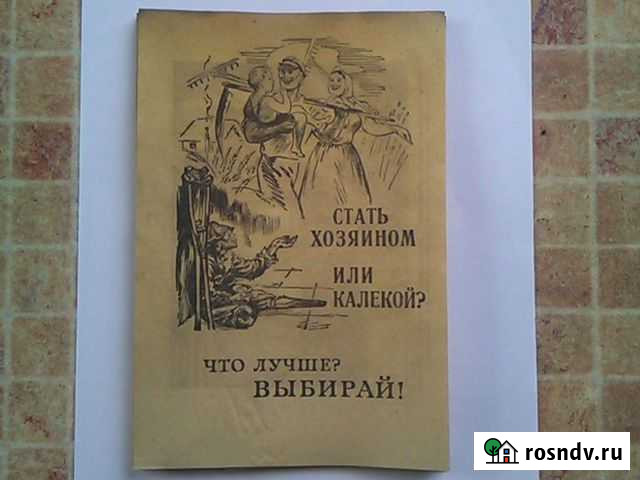 СТАТЬ
ХОЗЯИНОМ
ИЛИ
КАЛЕКОЙ?
ЧТО ЛУЧШЕ?
ВЫБИРАЙ!
rosndv.ru